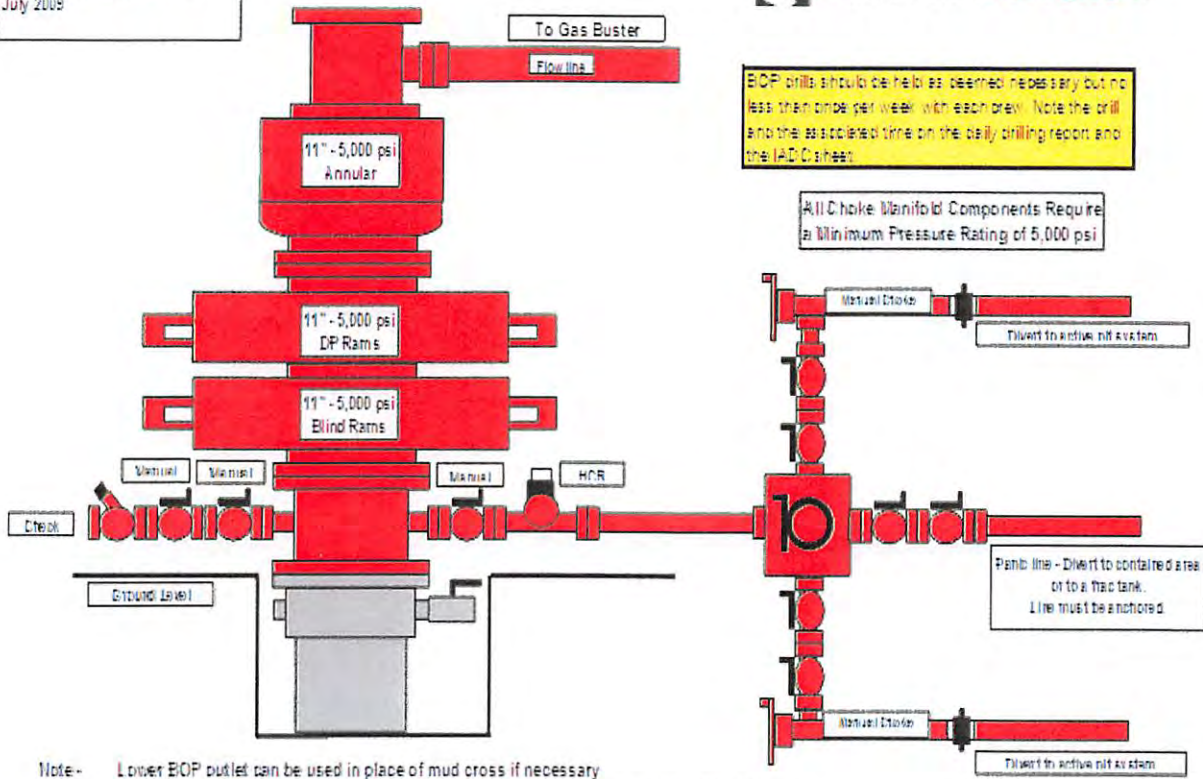 July 2009
To Gas Buster
Flow line
BOP drills should be held as deemed necessary but no
less than once per week with each crew. Note the drill
and the associated time on the daily drilling report and
the IADC sheet.
11" - 5,000 psi
Annular
All Choke Manifold Components Require
a Minimum Pressure Rating of 5,000 psi
Manual Choke
Divert to active pit system
11" - 5,000 psi
DP Rams
11" - 5,000 psi
Blind Rams
Manual
Manual
Manual
HCR
Check
Panic line - Divert to contained area
or to a frac tank.
Line must be anchored.
Ground Level
Manual Choke
Divert to active pit system
Note - Lower BOP outlet can be used in place of mud cross if necessary